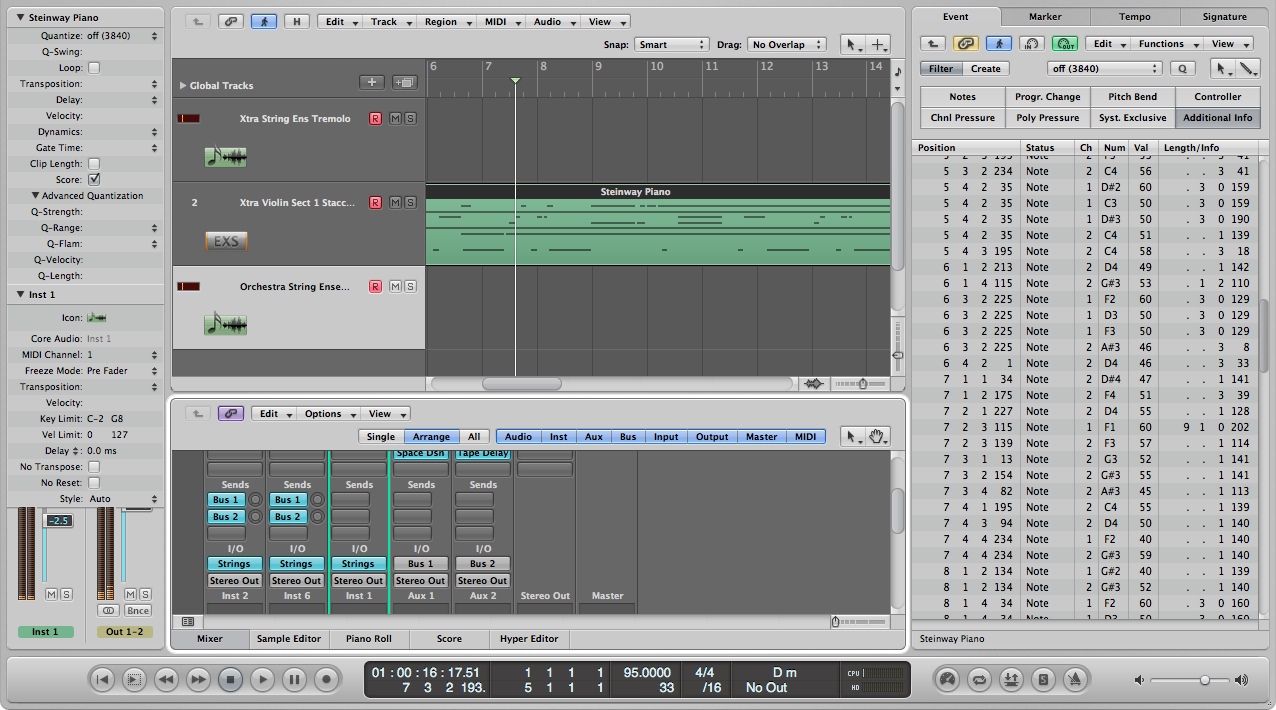 Steinway Piano
Quantize: off (3840)
Q-Swing:
Loop:
Transposition:
Delay:
Velocity:
Dynamics:
Gate Time:
Clip Length:
Score:
Advanced Quantization
Q-Strength:
Q-Range:
Q-Flam:
Q-Velocity:
Q-Length:
Inst 1
Icon:
Core Audio: Inst 1
MIDI Channel: 1
Freeze Mode: Pre Fader
Transposition:
Velocity:
Key Limit: C-2 G8
Vel Limit: 0 127
Delay : 0.0 ms
No Transpose:
No Reset:
Style: Auto
-2.5
M S M S
Bnce
Inst 1 Out 1-2
H Edit Track Region MIDI Audio View
Snap: Smart Drag: No Overlap
6 7 8 9 10 11 12 13 14
Global Tracks
Xtra String Ens Tremolo R M S
2 Xtra Violin Sect 1 Stacc... R M S
EXS
Steinway Piano
Orchestra String Ense... R M S
Edit Options View
Single Arrange All Audio Inst Aux Bus Input Output Master MIDI
Space Dsn Tape Delay
Sends Sends Sends Sends Sends
Bus 1 Bus 1
Bus 2 Bus 2
I/O I/O I/O I/O I/O
Strings Strings Strings Bus 1 Bus 2
Stereo Out Stereo Out Stereo Out Stereo Out Stereo Out
Inst 2 Inst 6 Inst 1 Aux 1 Aux 2 Stereo Out Master
Mixer Sample Editor Piano Roll Score Hyper Editor
Event Marker Tempo Signature
IN OUT Edit Functions View
Filter Create off (3840) Q
Notes Progr. Change Pitch Bend Controller
Chnl Pressure Poly Pressure Syst. Exclusive Additional Info
Position Status Ch Num Val Length/Info
5 2 3 195 Note 2 F3 55 . . 3 41
5 3 2 234 Note 2 C4 56 . . 3 41
5 4 2 35 Note 1 D#2 60 . 3 0 159
5 4 2 35 Note 1 C3 50 . 3 0 159
5 4 2 35 Note 1 D#3 50 . 3 0 190
5 4 2 35 Note 2 C4 51 . . 1 139
5 4 3 195 Note 2 C4 58 . . 3 18
6 1 2 213 Note 2 D4 49 . . 1 142
6 1 4 115 Note 2 G#3 53 . 1 2 110
6 3 2 225 Note 1 F2 60 . 3 0 129
6 3 2 225 Note 1 D3 50 . 3 0 129
6 3 2 225 Note 1 F3 50 . 3 0 129
6 3 2 225 Note 2 A#3 46 . . 3 8
6 4 2 1 Note 2 D4 46 . . 3 33
7 1 1 34 Note 2 D#4 47 . . 1 141
7 1 2 175 Note 2 F4 51 . . 3 39
7 2 1 227 Note 2 D4 55 . . 1 128
7 2 3 115 Note 1 F1 60 9 1 0 202
7 2 3 139 Note 2 F3 57 . . 1 114
7 3 1 13 Note 2 G3 52 . . 1 141
7 3 2 154 Note 2 G#3 55 . . 1 141
7 3 4 82 Note 2 A#3 45 . . 1 113
7 4 1 195 Note 2 C4 55 . . 1 139
7 4 3 94 Note 2 D4 50 . . 1 140
7 4 4 234 Note 1 F2 40 . . 1 140
7 4 4 234 Note 2 G#3 59 . . 1 140
8 1 2 134 Note 1 G#2 39 . . 1 140
8 1 2 134 Note 2 G#3 52 . . 1 140
8 1 4 34 Note 1 F2 60 . 3 0 160
8 1 4 34 Note 1 D3 50 . 3 0 160
Steinway Piano
01 : 00 : 16 : 17.51 1 1 1 1 95.0000 4/4 D m CPU
7 3 2 193. 5 1 1 1 33 /16 No Out HD
S